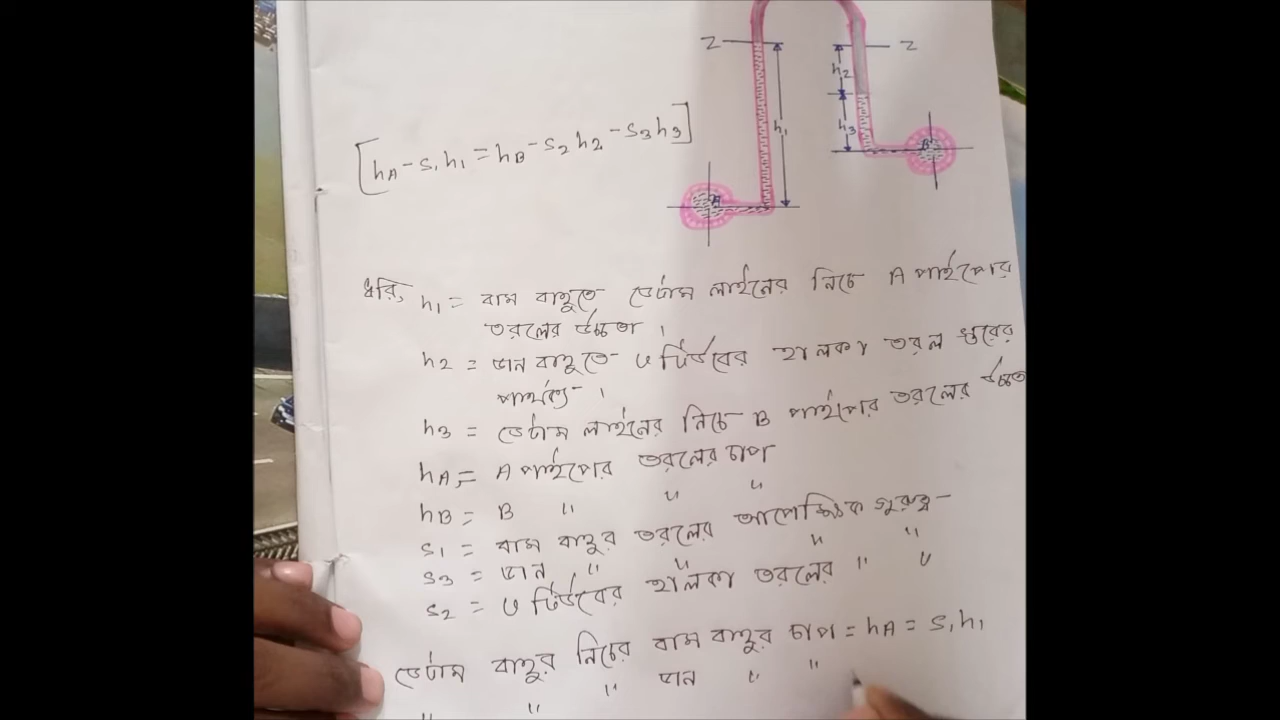 Z Z
h2
h1 h3
[hA - s1h1 = hB - s2h2 - s3h3]
B
A
ধরি, h1 = বাম বাহুতে ডেটাম লাইনের নিচে A পাইপের
তরলের উচ্চতা ।
h2 = ডান বাহুতে U টিউবের হালকা তরল স্তরের
পার্থক্য ।
h3 = ডেটাম লাইনের নিচে B পাইপের তরলের উচ্চতা
hA = A পাইপের তরলের চাপ
hB = B " " "
s1 = বাম বাহুর তরলের আপেক্ষিক গুরুত্ব
s3 = ডান " " " "
s2 = U টিউবের হালকা তরলের " "
ডেটাম বাহুর নিচের বাম বাহুর চাপ = hA = s1h1
" " " ডান " "